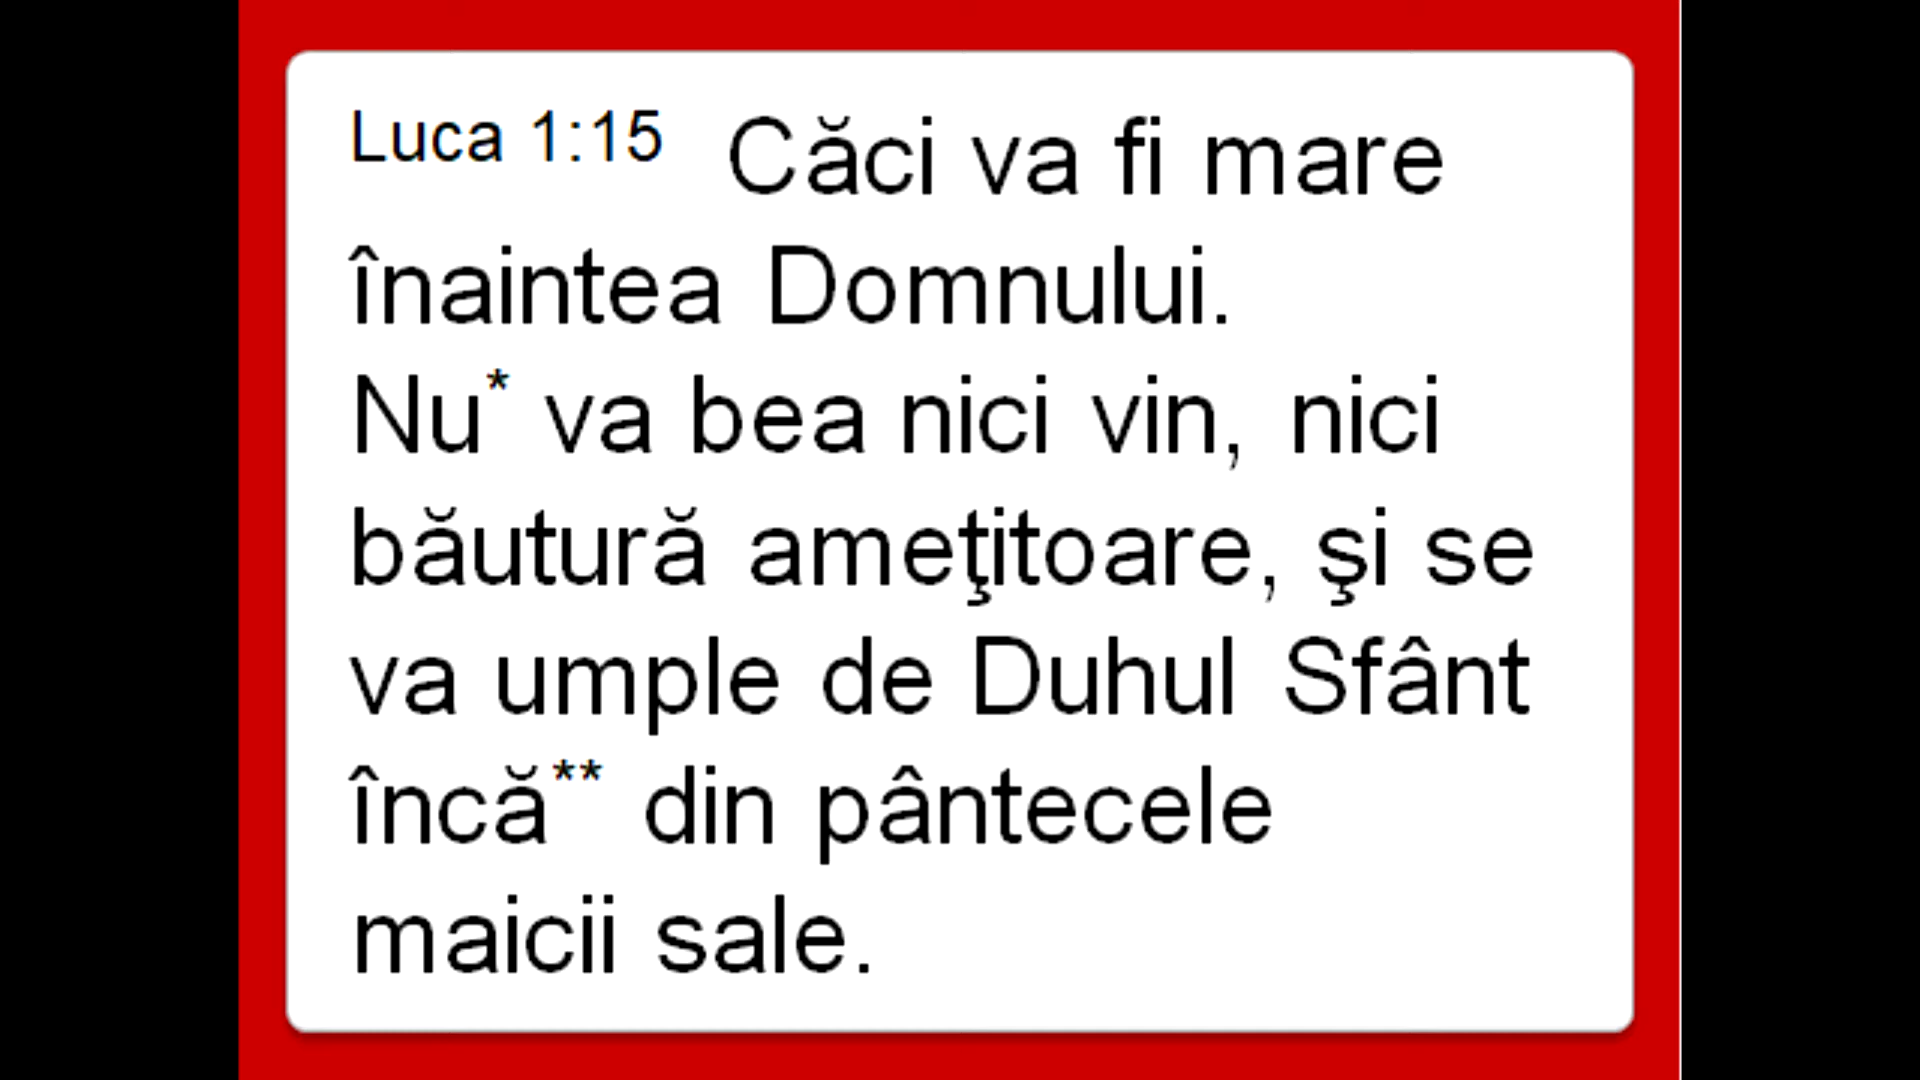 Luca 1:15 Căci va fi mare
înaintea Domnului.
Nu* va bea nici vin, nici
băutură ameţitoare, şi se
va umple de Duhul Sfânt
încă** din pântecele
maicii sale.